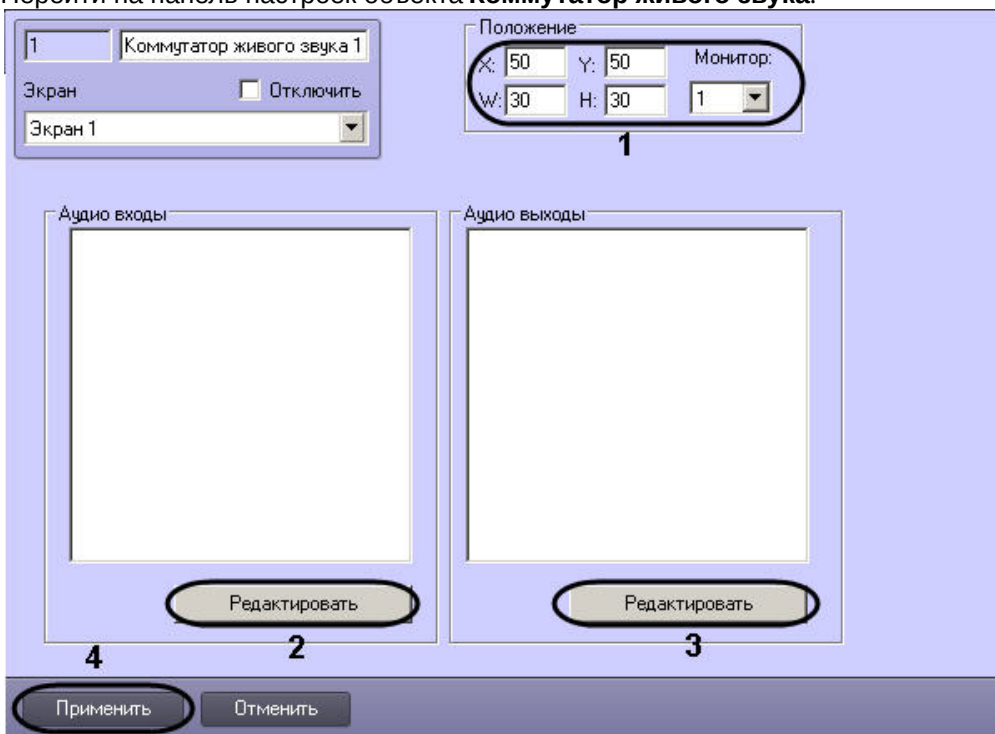 Перейти на панель настроек объекта Коммутатор живого звука.
1 Коммутатор живого звука 1
Экран Отключить
Экран 1
Положение
X: 50 Y: 50 Монитор:
W: 30 H: 30 1
1
Аудио входы Аудио выходы
Редактировать Редактировать
2 3
4
Применить Отменить